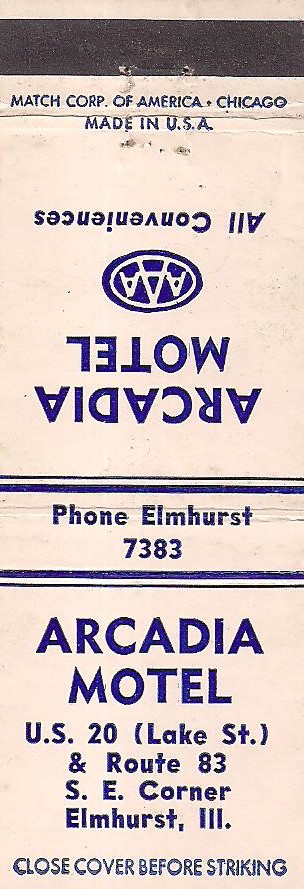 MATCH CORP. OF AMERICA • CHICAGO
MADE IN U.S.A.
ARCADIA
MOTEL
AAA
All Conveniences
Phone Elmhurst
7383
ARCADIA
MOTEL
U.S. 20 (Lake St.)
& Route 83
S. E. Corner
Elmhurst, Ill.
CLOSE COVER BEFORE STRIKING